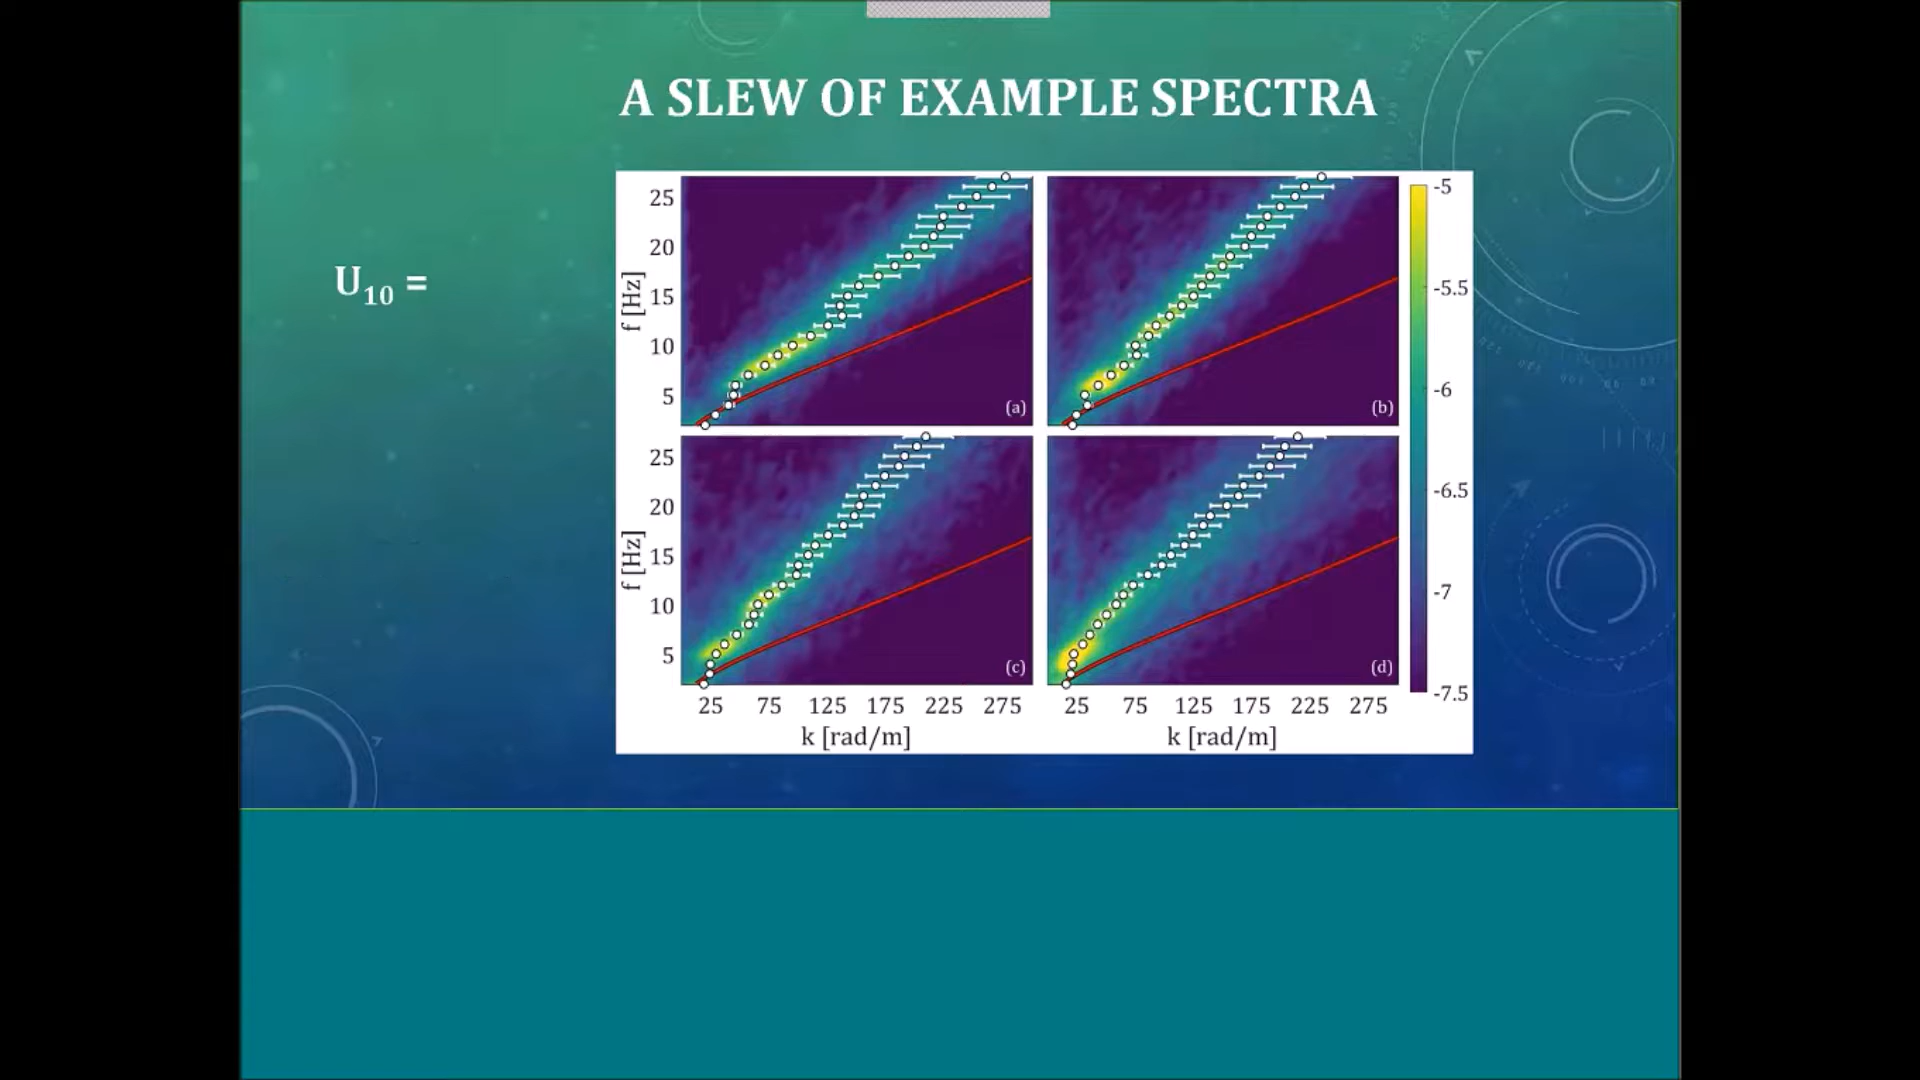 A SLEW OF EXAMPLE SPECTRA
U10 =
25
20
15
10
5
f [Hz]
(a)
(b)
25
20
15
10
5
f [Hz]
(c)
(d)
25 75 125 175 225 275
25 75 125 175 225 275
k [rad/m]
k [rad/m]
-5
-5.5
-6
-6.5
-7
-7.5